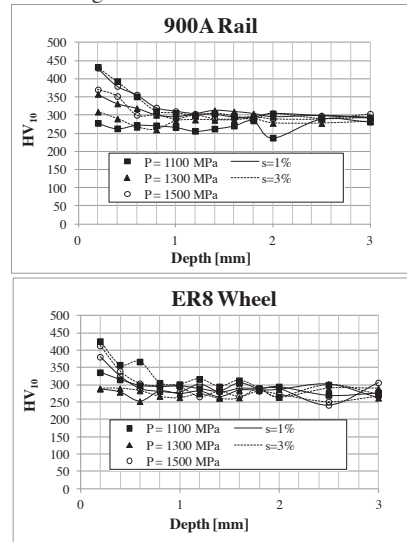 900A Rail
500
450
400
350
300
250
200
150
100
50
0
HV10
P = 1100 MPa s=1%
P = 1300 MPa s=3%
P = 1500 MPa
0 1 2 3
Depth [mm]
ER8 Wheel
500
450
400
350
300
250
200
150
100
50
0
HV10
P = 1100 MPa s=1%
P = 1300 MPa s=3%
P = 1500 MPa
0 1 2 3
Depth [mm]